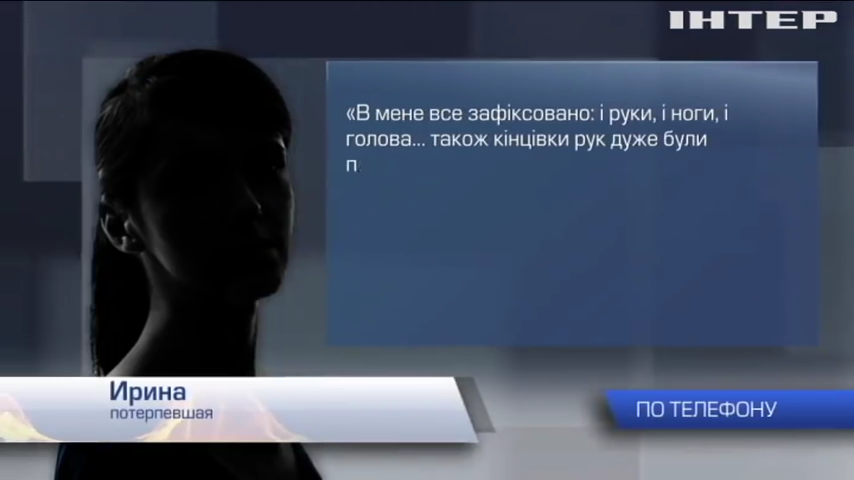 ІНТЕР
«В мене все зафіксовано: і руки, і ноги, і
голова... також кінцівки рук дуже були
п
Ирина
потерпевшая
ПО ТЕЛЕФОНУ